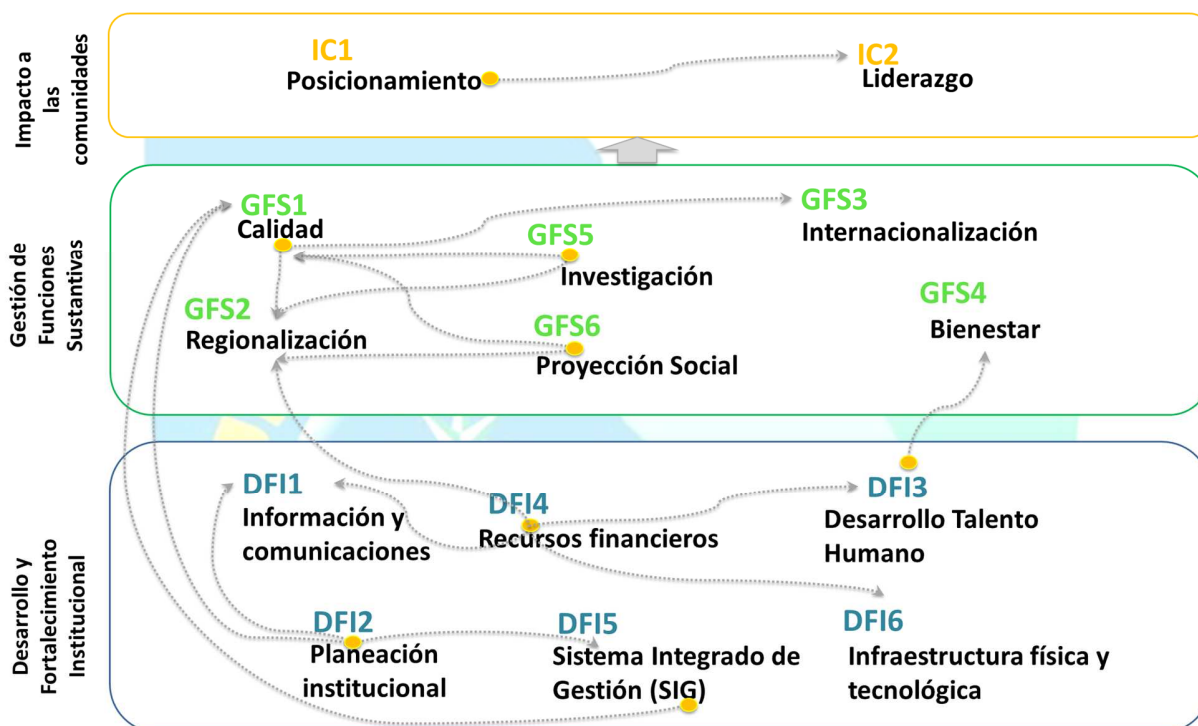 Impacto a
las
comunidades
IC1
Posicionamiento
IC2
Liderazgo
Gestión de
Funciones
Sustantivas
GFS1
Calidad
GFS3
Internacionalización
GFS5
Investigación
GFS2
Regionalización
GFS4
Bienestar
GFS6
Proyección Social
Desarrollo y
Fortalecimiento
Institucional
DFI1
Información y
comunicaciones
DFI4
Recursos financieros
DFI3
Desarrollo Talento
Humano
DFI2
Planeación
institucional
DFI5
Sistema Integrado de
Gestión (SIG)
DFI6
Infraestructura física y
tecnológica